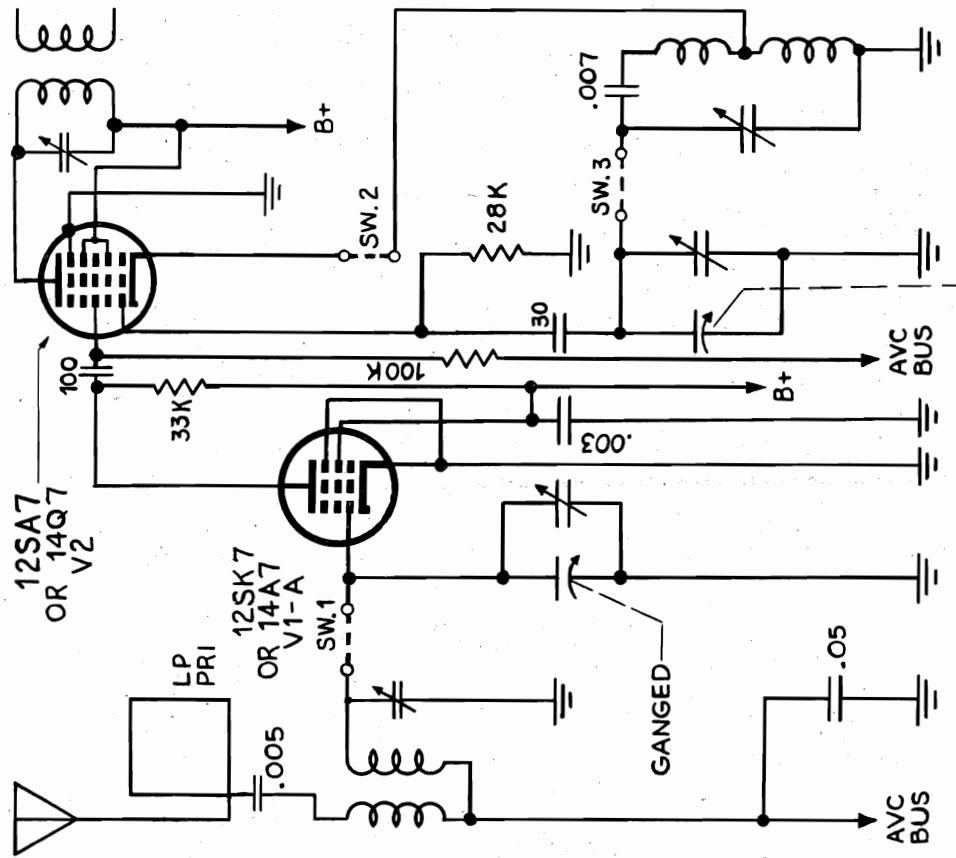 B+
.007
SW. 2
SW. 3
28K
30
100
100K
AVC
BUS
33K
B+
.003
12SA7
OR 14Q7
V2
12SK7
OR 14A7
V1-A
SW.1
LP
PRI
.005
GANGED
.05
AVC
BUS